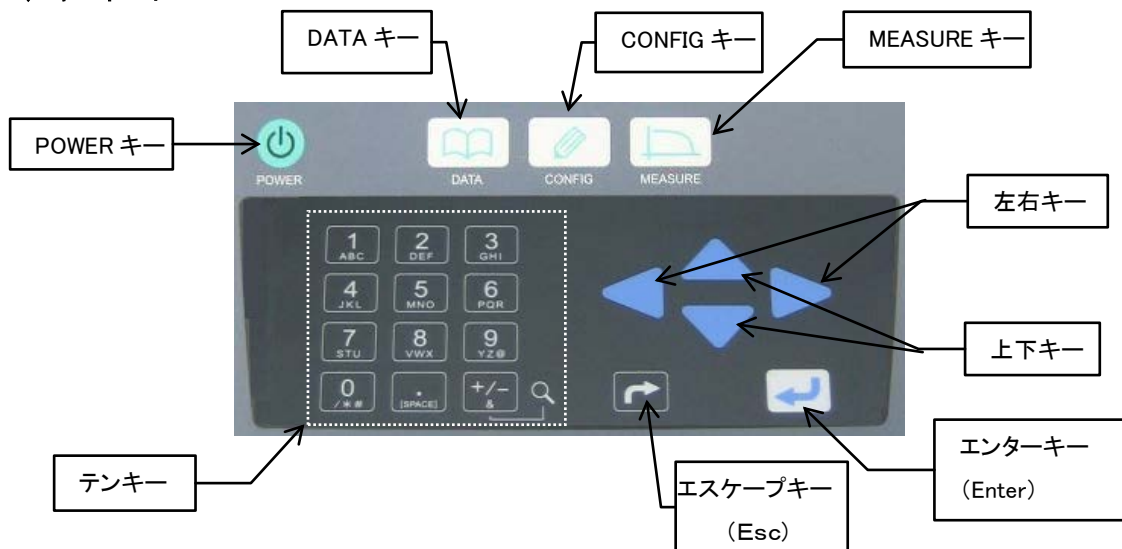 DATA キー
CONFIG キー
MEASURE キー
POWER キー
POWER
DATA
CONFIG
MEASURE
左右キー
1
ABC
2
DEF
3
GHI
4
JKL
5
MNO
6
PQR
7
STU
8
VWX
9
YZ@
0
/＊#
.
[SPACE]
+/-
&
上下キー
テンキー
エスケープキー
（Esc）
エンターキー
（Enter）